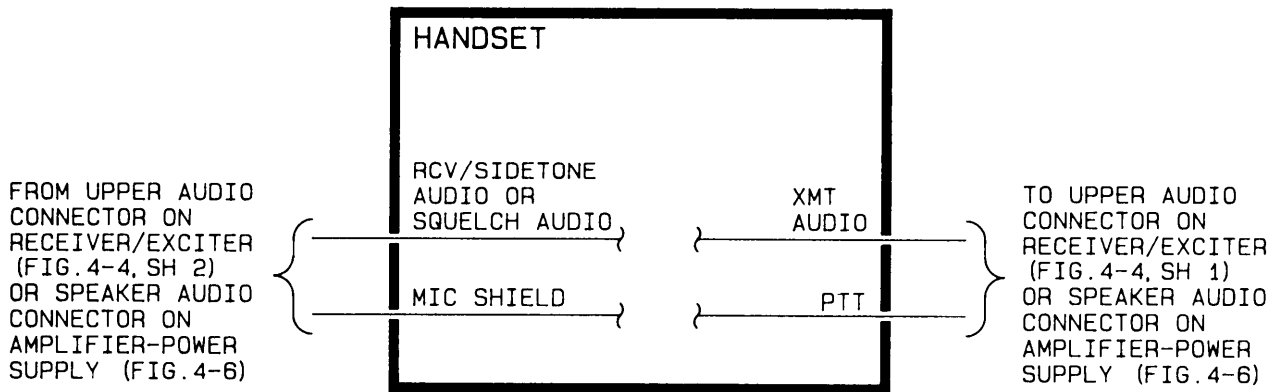 HANDSET
FROM UPPER AUDIO
CONNECTOR ON
RECEIVER/EXCITER
(FIG.4-4, SH 2)
OR SPEAKER AUDIO
CONNECTOR ON
AMPLIFIER-POWER
SUPPLY (FIG.4-6)
RCV/SIDETONE
AUDIO OR
SQUELCH AUDIO
MIC SHIELD
XMT
AUDIO
PTT
TO UPPER AUDIO
CONNECTOR ON
RECEIVER/EXCITER
(FIG.4-4, SH 1)
OR SPEAKER AUDIO
CONNECTOR ON
AMPLIFIER-POWER
SUPPLY (FIG.4-6)